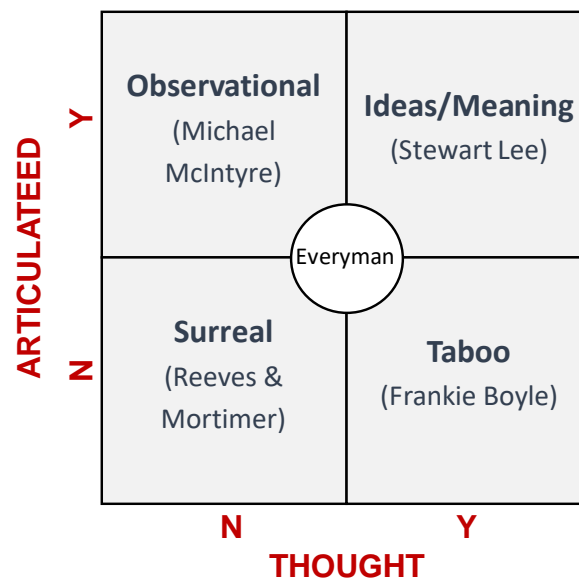 Observational
(Michael
McIntyre)
Ideas/Meaning
(Stewart Lee)
Everyman
Surreal
(Reeves &
Mortimer)
Taboo
(Frankie Boyle)
ARTICULATEED
Y
N
N
Y
THOUGHT